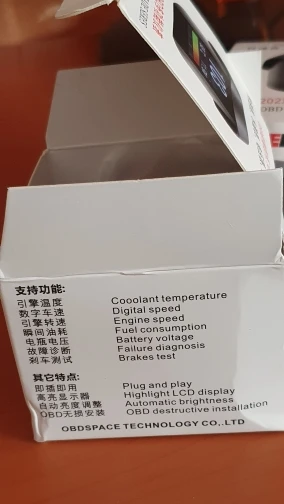 支持功能:
引擎温度 Cooolant temperature
数字车速 Digital speed
引擎转速 Engine speed
瞬间油耗 Fuel consumption
电瓶电压 Battery voltage
故障诊断 Failure diagnosis
刹车测试 Brakes test
其它特点:
即插即用 Plug and play
高亮显示器 Highlight LCD display
自动亮度调整 Automatic brightness
OBD无损安装 OBD destructive installation
OBDSPACE TECHNOLOGY CO,.LTD